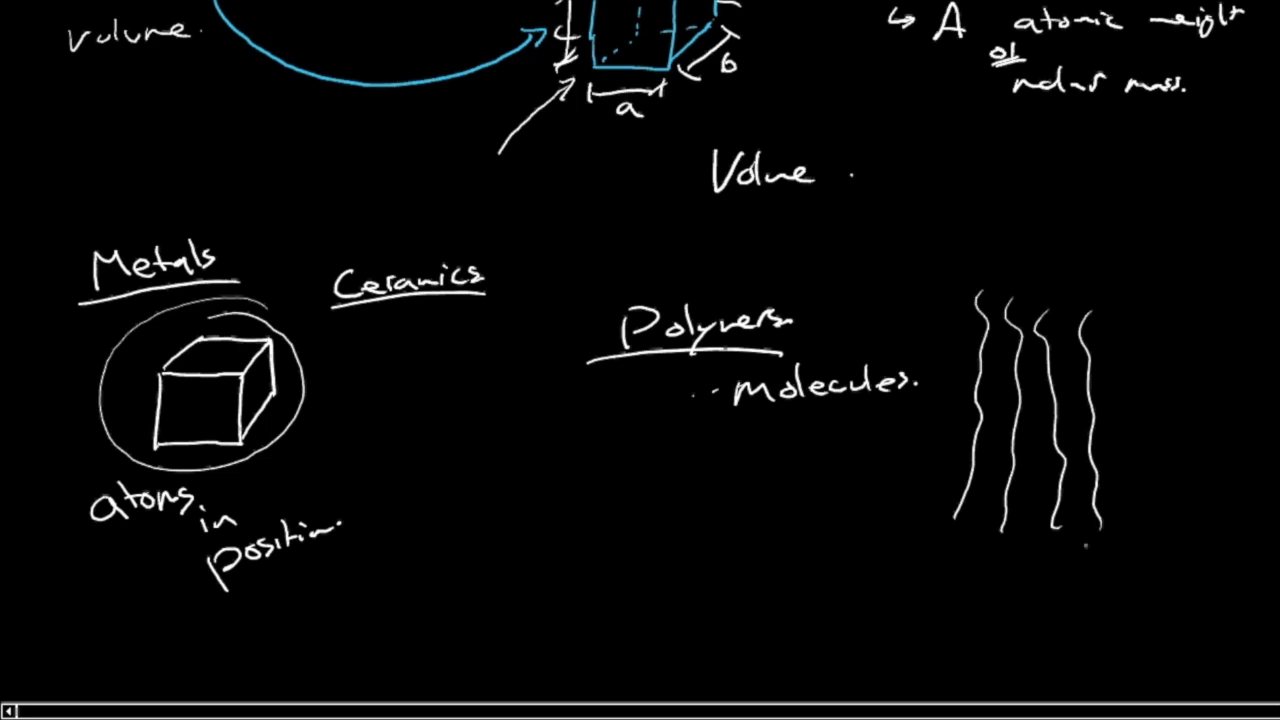 volume.
c
a
b
↳ A atomic weight
or
molar mass.
Volume.
Metals
Ceramics
Polymers
.. molecules.
atoms in
position.